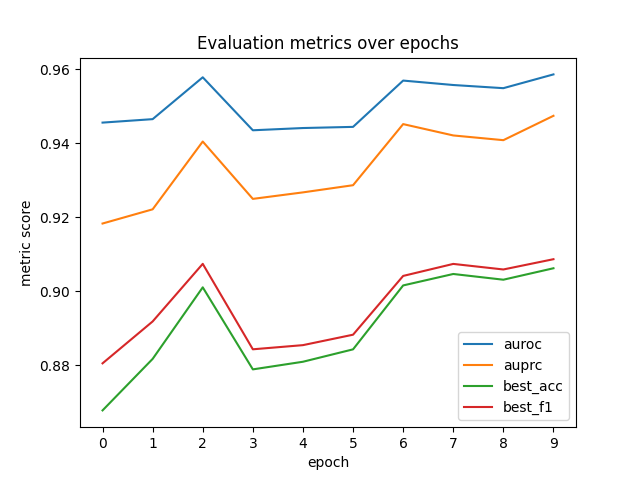 Evaluation metrics over epochs
metric score
0.96
0.94
0.92
0.90
0.88
auroc
auprc
best_acc
best_f1
0 1 2 3 4 5 6 7 8 9
epoch